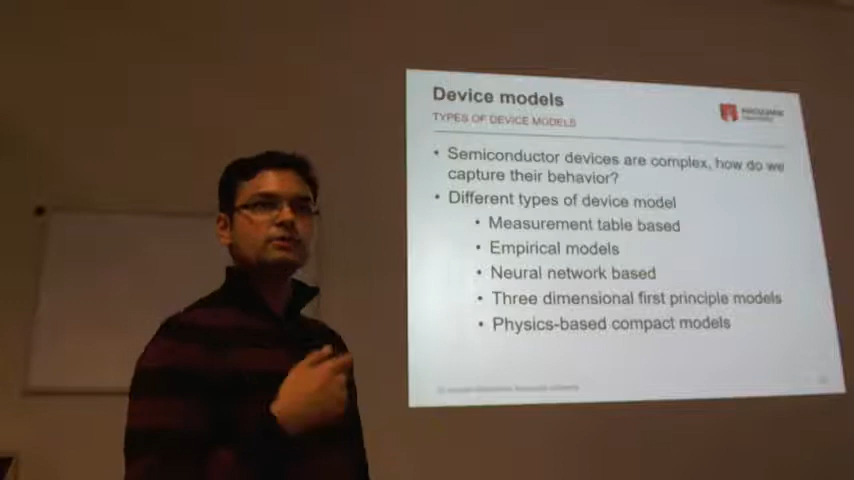 Device models
TYPES OF DEVICE MODELS
MACQUARIE
University
• Semiconductor devices are complex, how do we
capture their behavior?
• Different types of device model
• Measurement table based
• Empirical models
• Neural network based
• Three dimensional first principle models
• Physics-based compact models